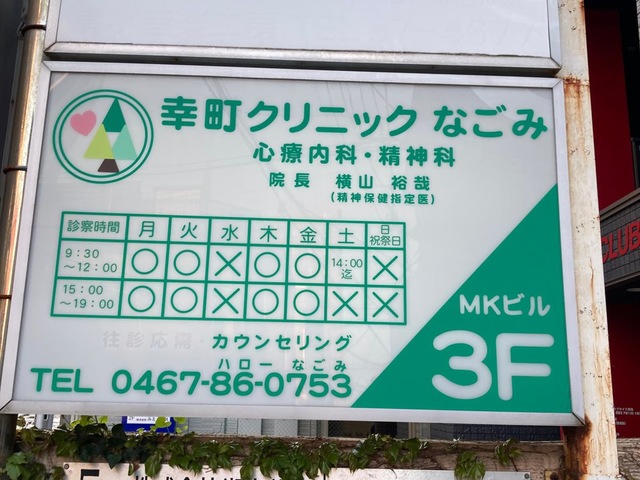 幸町クリニック なごみ
心療内科・精神科
院長 横山 裕哉
(精神保健指定医)
診察時間 月 火 水 木 金 土 日祝祭日
9:30～12:00 ○ ○ × ○ ○ 14:00迄 ×
15:00～19:00 ○ ○ × ○ ○ × ×
往診応需・カウンセリング
ハロー なごみ
TEL 0467-86-0753
MKビル
3F
CLUB